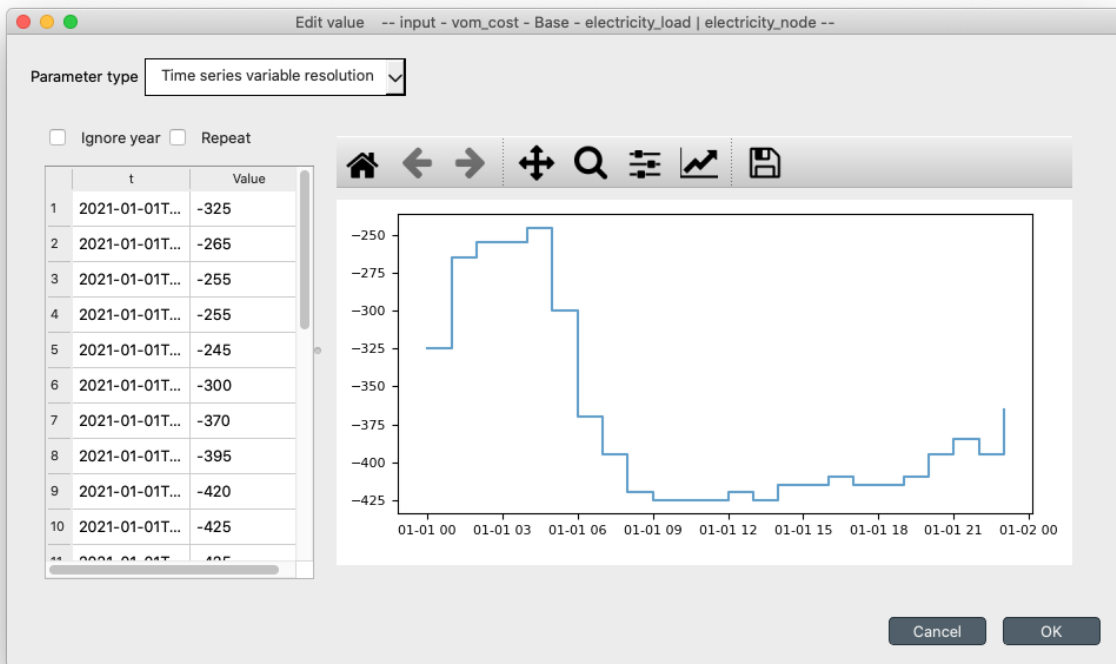 Edit value -- input - vom_cost - Base - electricity_load | electricity_node --
Parameter type Time series variable resolution
Ignore year Repeat
t Value
1 2021-01-01T... -325
2 2021-01-01T... -265
3 2021-01-01T... -255
4 2021-01-01T... -255
5 2021-01-01T... -245
6 2021-01-01T... -300
7 2021-01-01T... -370
8 2021-01-01T... -395
9 2021-01-01T... -420
10 2021-01-01T... -425
−250
−275
−300
−325
−350
−375
−400
−425
01-01 00 01-01 03 01-01 06 01-01 09 01-01 12 01-01 15 01-01 18 01-01 21 01-02 00
Cancel OK